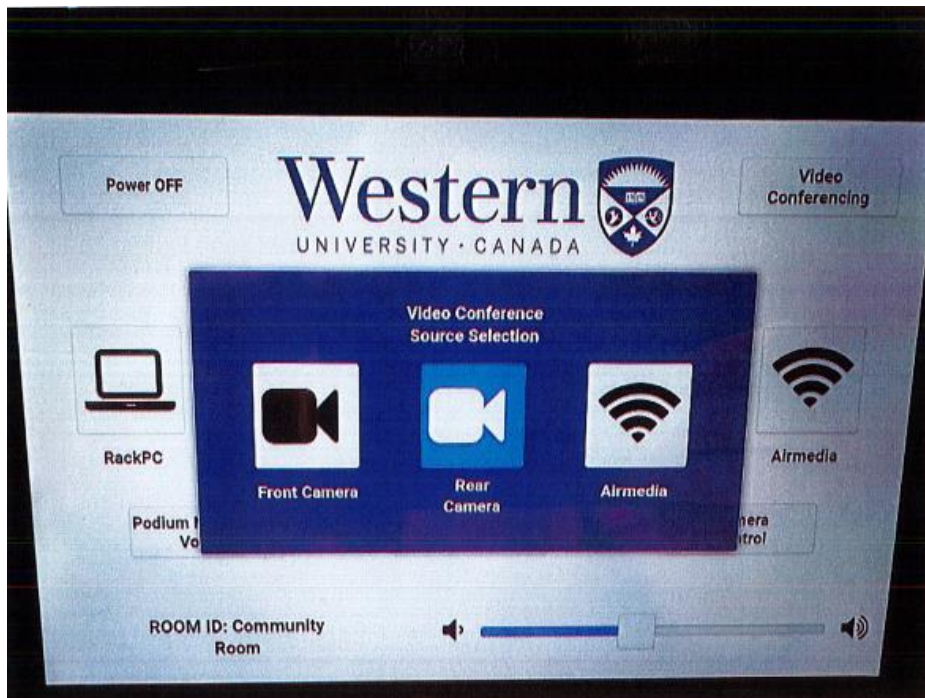 Power OFF
Western
UNIVERSITY · CANADA
Video
Conferencing
Video Conference
Source Selection
RackPC
Front Camera
Rear
Camera
Airmedia
Airmedia
Podium
ROOM ID: Community
Room